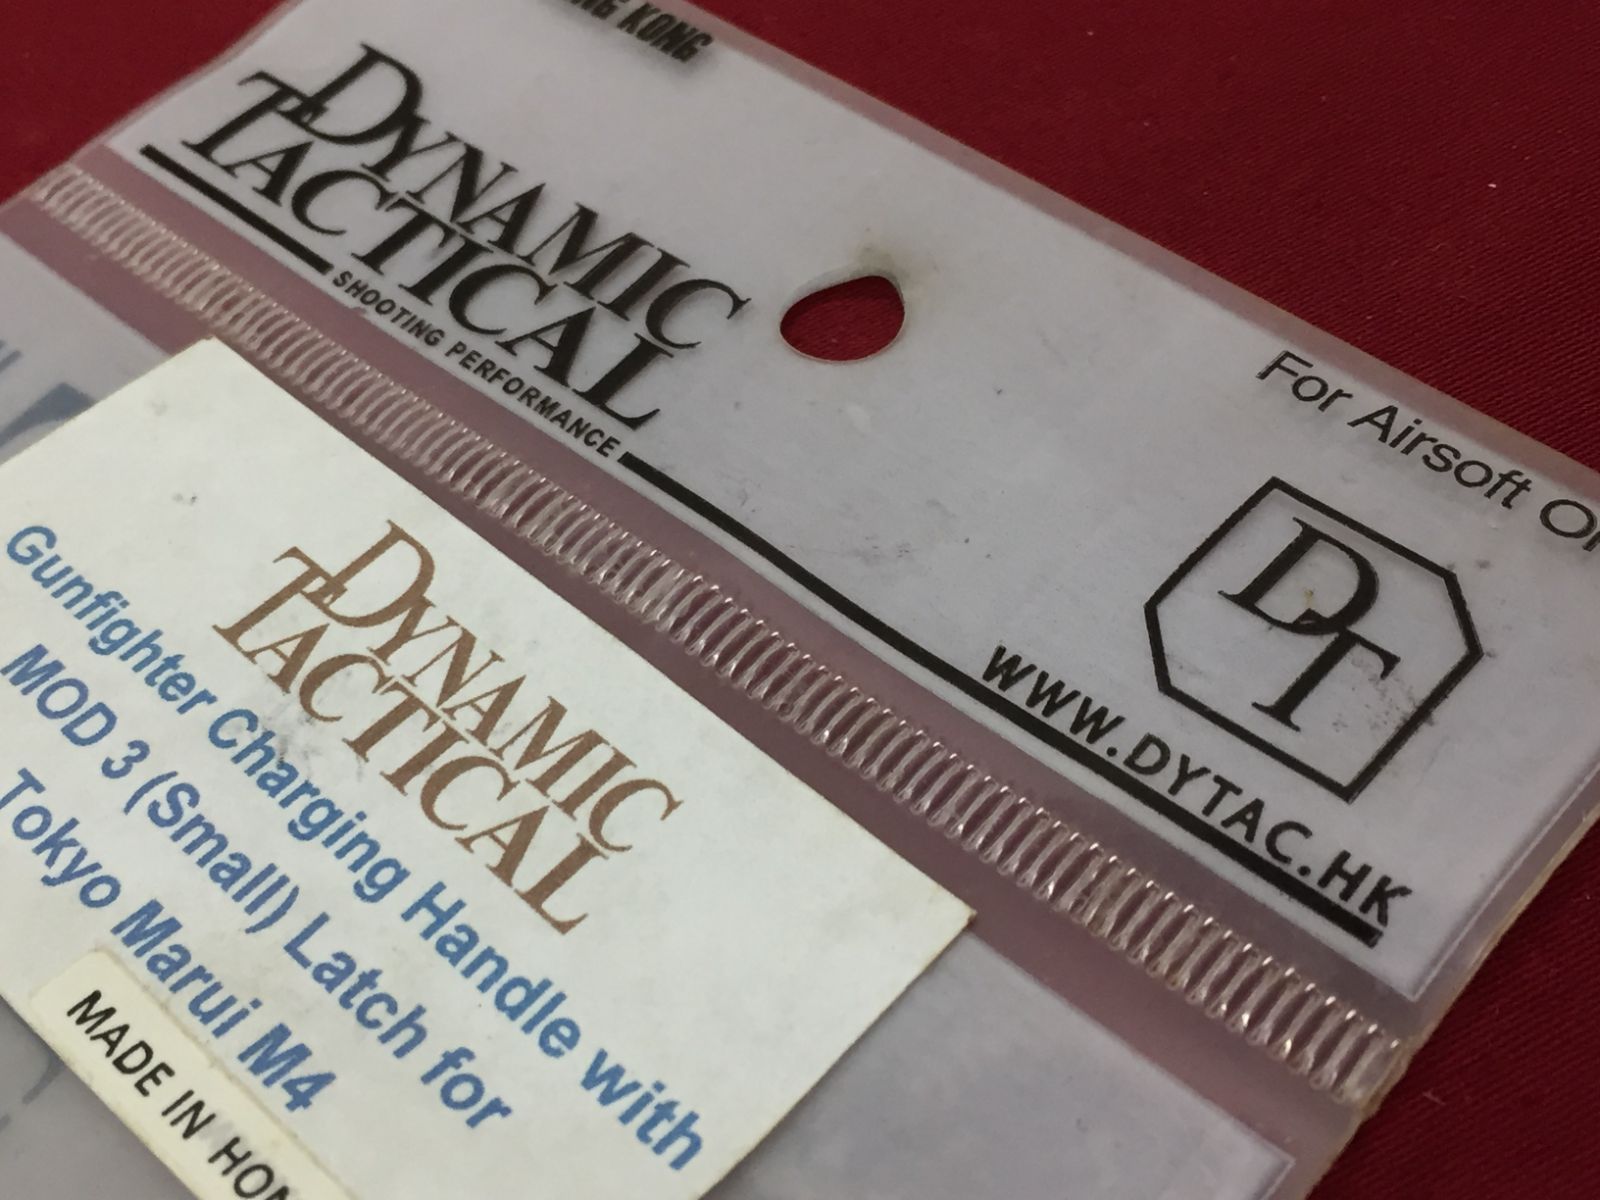 KONG
DYNAMIC
TACTICAL
SHOOTING PERFORMANCE
For Airsoft
DT
WWW.DYTAC.HK
DYNAMIC
TACTICAL
Gunfighter Charging Handle with
MOD 3 (Small) Latch for
Tokyo Marui M4
MADE IN